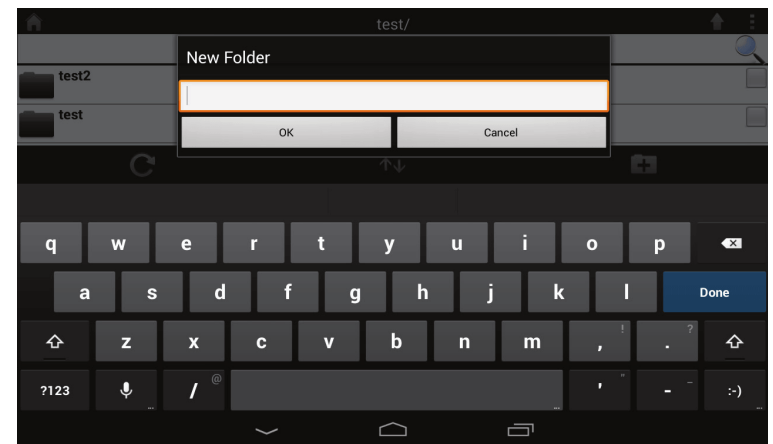 test/
New Folder
test2
test
OK Cancel
q w e r t y u i o p
a s d f g h j k l Done
z x c v b n m , ! . ?
?123 / @ ' " - _ :-)